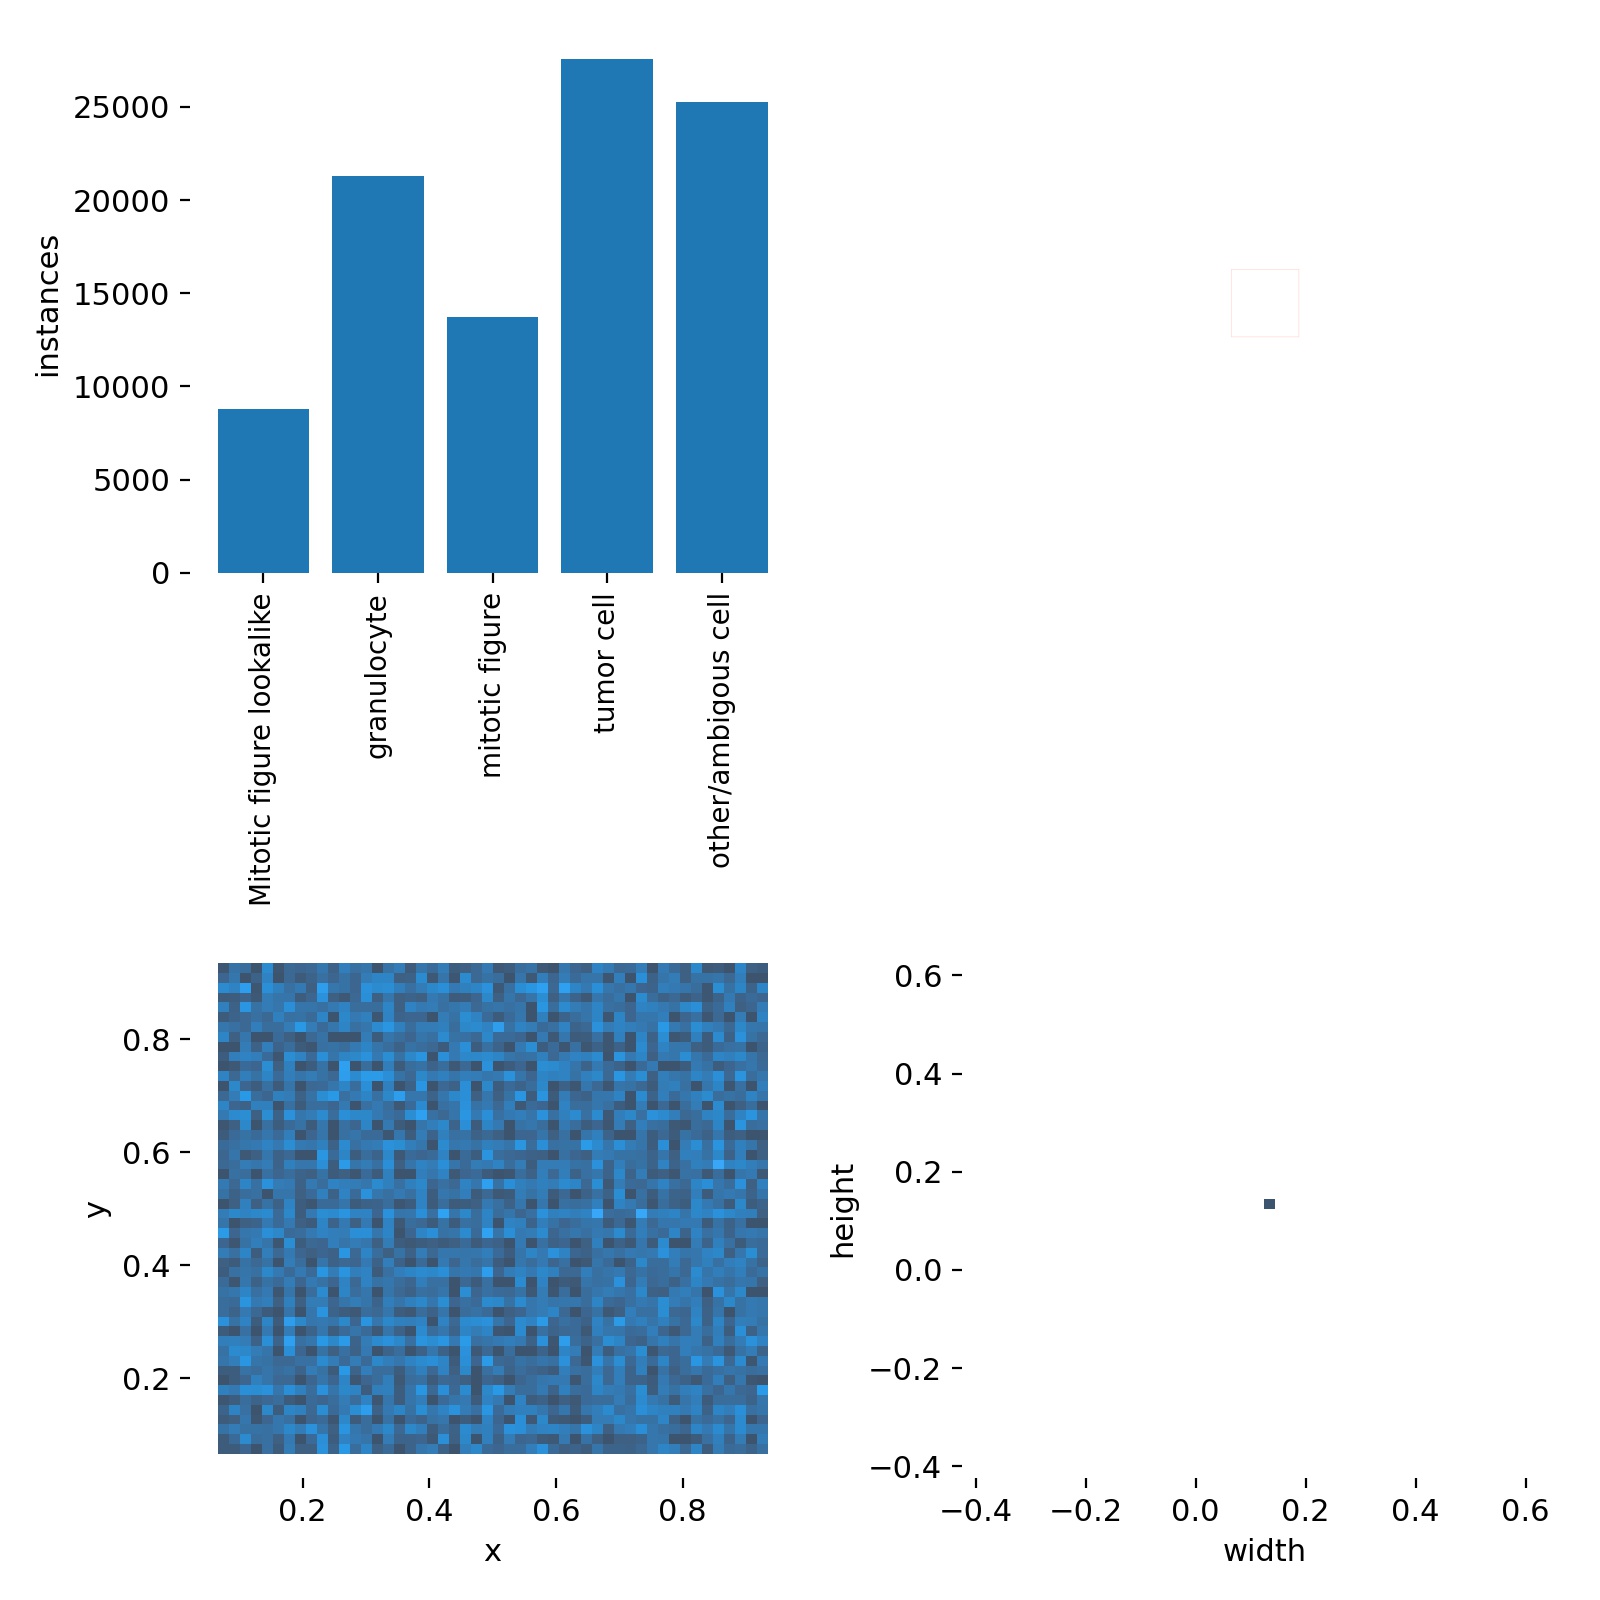 25000
20000
15000
10000
5000
0
instances
Mitotic figure lookalike
granulocyte
mitotic figure
tumor cell
other/ambigous cell
0.8
0.6
0.4
0.2
y
0.2 0.4 0.6 0.8
x
0.6
0.4
0.2
0.0
−0.2
−0.4
height
−0.4 −0.2 0.0 0.2 0.4 0.6
width